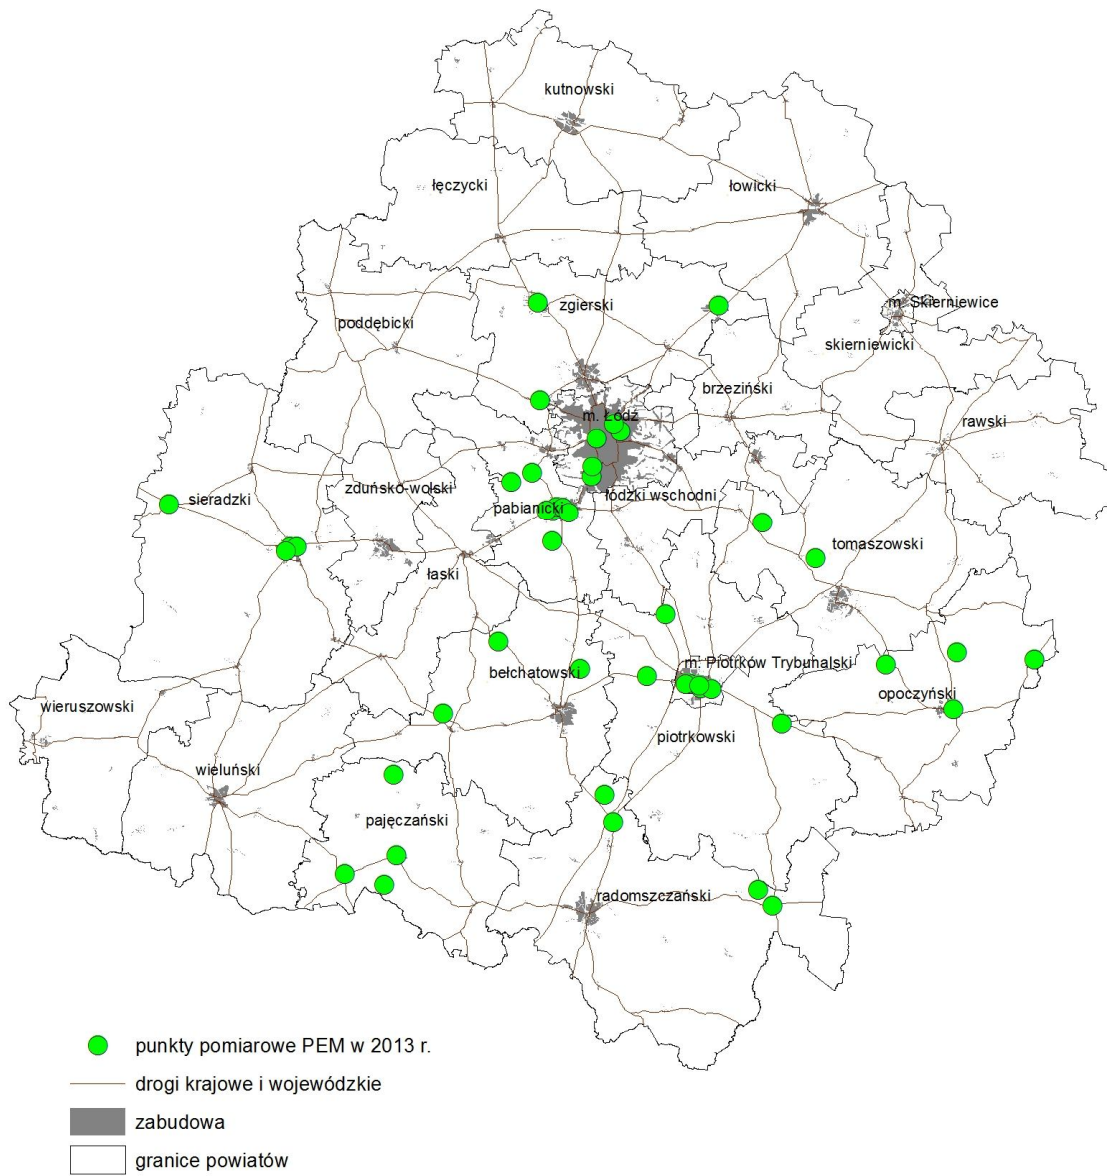 kutnowski
łęczycki
łowicki
zgierski
m. Skierniewice
poddębicki
skierniewicki
brzeziński
m. Łódź
rawski
zduńsko-wolski
sieradzki
łódzki wschodni
pabianicki
tomaszowski
łaski
m. Piotrków Trybunalski
bełchatowski
opoczyński
wieruszowski
piotrkowski
wieluński
pajęczański
radomszczański
punkty pomiarowe PEM w 2013 r.
drogi krajowe i wojewódzkie
zabudowa
granice powiatów